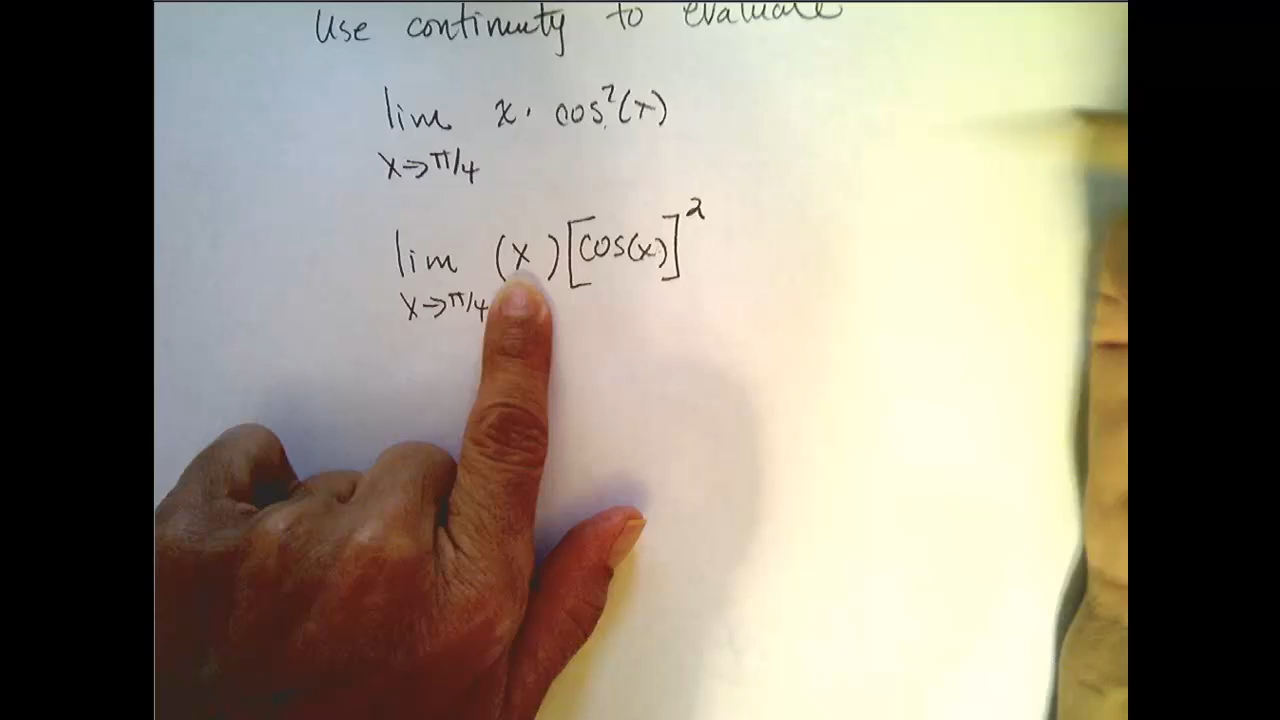 Use continuity to evaluate
lim x · cos²(x)
x→π/4
lim (x)[cos(x)]²
x→π/4